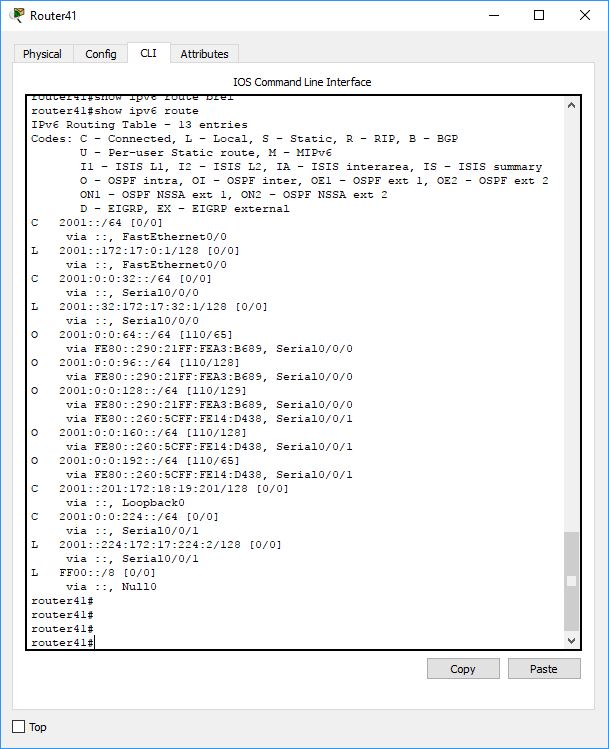 Router41
Physical Config CLI Attributes
IOS Command Line Interface
router41#show ipv6 route brei
router41#show ipv6 route
IPv6 Routing Table - 13 entries
Codes: C - Connected, L - Local, S - Static, R - RIP, B - BGP
U - Per-user Static route, M - MIPv6
I1 - ISIS L1, I2 - ISIS L2, IA - ISIS interarea, IS - ISIS summary
O - OSPF intra, OI - OSPF inter, OE1 - OSPF ext 1, OE2 - OSPF ext 2
ON1 - OSPF NSSA ext 1, ON2 - OSPF NSSA ext 2
D - EIGRP, EX - EIGRP external
C 2001::/64 [0/0]
via ::, FastEthernet0/0
L 2001::172:17:0:1/128 [0/0]
via ::, FastEthernet0/0
C 2001:0:0:32::/64 [0/0]
via ::, Serial0/0/0
L 2001::32:172:17:32:1/128 [0/0]
via ::, Serial0/0/0
O 2001:0:0:64::/64 [110/65]
via FE80::290:21FF:FEA3:B689, Serial0/0/0
O 2001:0:0:96::/64 [110/128]
via FE80::290:21FF:FEA3:B689, Serial0/0/0
O 2001:0:0:128::/64 [110/129]
via FE80::290:21FF:FEA3:B689, Serial0/0/0
via FE80::260:5CFF:FE14:D438, Serial0/0/1
O 2001:0:0:160::/64 [110/128]
via FE80::260:5CFF:FE14:D438, Serial0/0/1
O 2001:0:0:192::/64 [110/65]
via FE80::260:5CFF:FE14:D438, Serial0/0/1
C 2001::201:172:18:19:201/128 [0/0]
via ::, Loopback0
C 2001:0:0:224::/64 [0/0]
via ::, Serial0/0/1
L 2001::224:172:17:224:2/128 [0/0]
via ::, Serial0/0/1
L FF00::/8 [0/0]
via ::, Null0
router41#
router41#
router41#
router41#
Copy Paste
Top